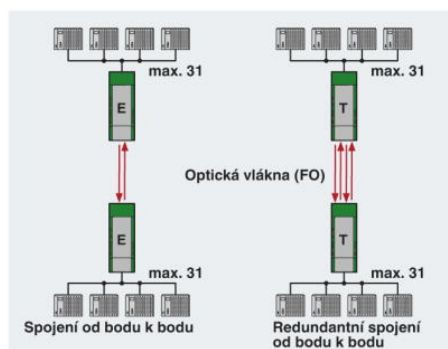 max. 31
max. 31
E
T
Optická vlákna (FO)
E
T
max. 31
max. 31
Spojení od bodu k bodu
Redundantní spojení
od bodu k bodu